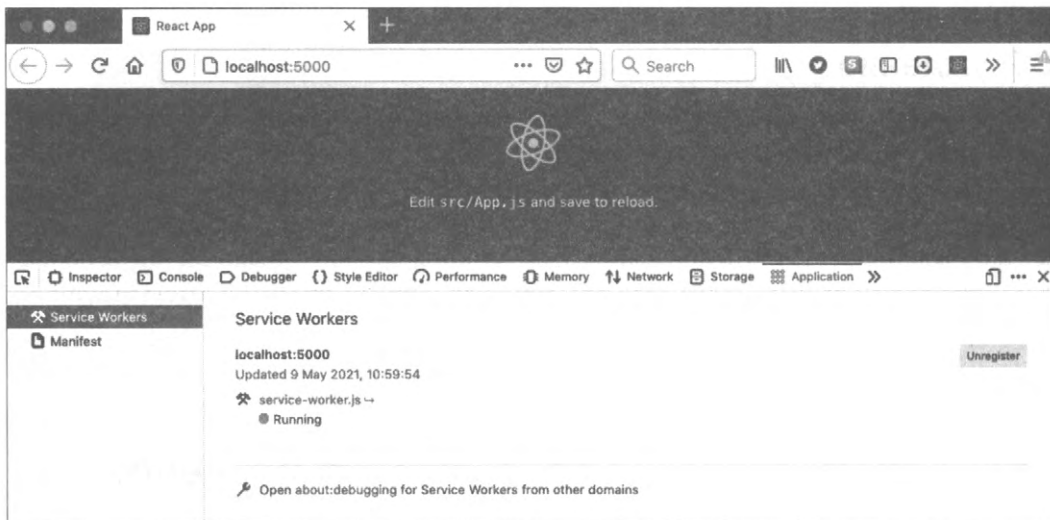 React App
localhost:5000
Search
Edit src/App.js and save to reload.
Inspector Console Debugger Style Editor Performance Memory Network Storage Application
Service Workers
Manifest
Service Workers
localhost:5000
Unregister
Updated 9 May 2021, 10:59:54
service-worker.js
Running
Open about:debugging for Service Workers from other domains